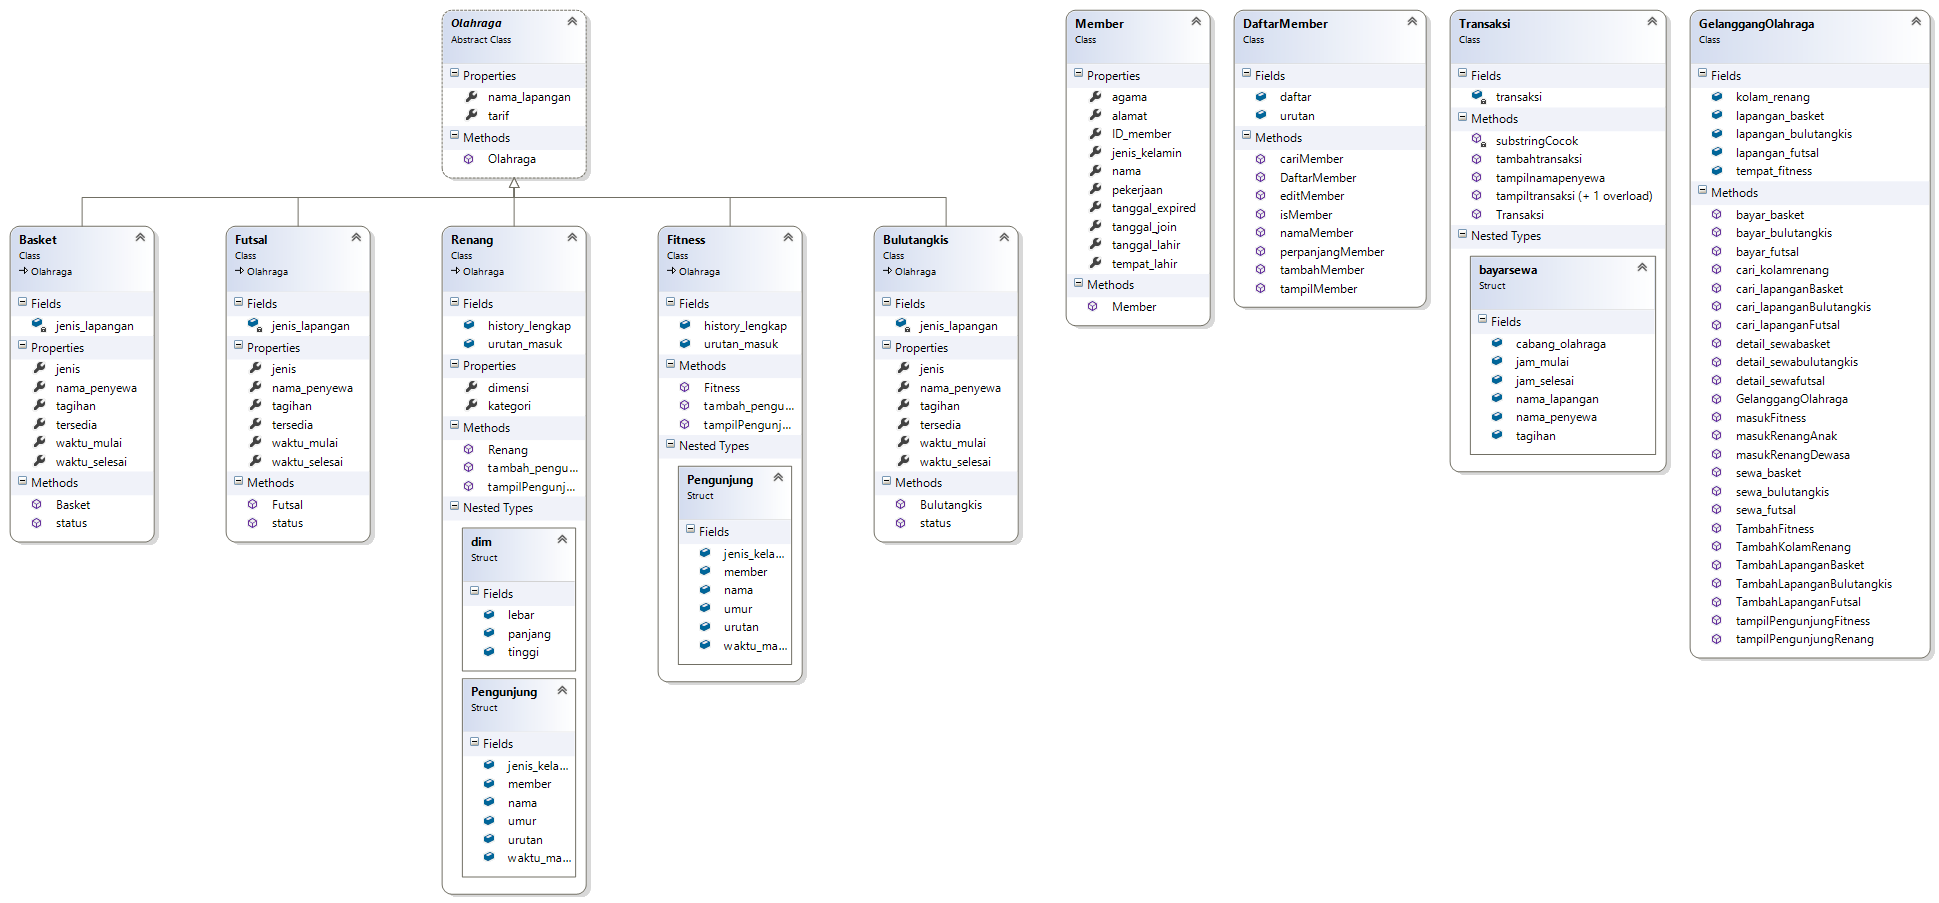 Olahraga
Abstract Class
Properties
nama_lapangan
tarif
Methods
Olahraga
Basket
Class
Olahraga
Fields
jenis_lapangan
Properties
jenis
nama_penyewa
tagihan
tersedia
waktu_mulai
waktu_selesai
Methods
Basket
status
Futsal
Class
Olahraga
Fields
jenis_lapangan
Properties
jenis
nama_penyewa
tagihan
tersedia
waktu_mulai
waktu_selesai
Methods
Futsal
status
Renang
Class
Olahraga
Fields
history_lengkap
urutan_masuk
Properties
dimensi
kategori
Methods
Renang
tambah_pengu...
tampilPengunj...
Nested Types
dim
Struct
Fields
lebar
panjang
tinggi
Pengunjung
Struct
Fields
jenis_kela...
member
nama
umur
urutan
waktu_ma...
Fitness
Class
Olahraga
Fields
history_lengkap
urutan_masuk
Methods
Fitness
tambah_pengu...
tampilPengunj...
Nested Types
Pengunjung
Struct
Fields
jenis_kela...
member
nama
umur
urutan
waktu_ma...
Bulutangkis
Class
Olahraga
Fields
jenis_lapangan
Properties
jenis
nama_penyewa
tagihan
tersedia
waktu_mulai
waktu_selesai
Methods
Bulutangkis
status
Member
Class
Properties
agama
alamat
ID_member
jenis_kelamin
nama
pekerjaan
tanggal_expired
tanggal_join
tanggal_lahir
tempat_lahir
Methods
Member
DaftarMember
Class
Fields
daftar
urutan
Methods
cariMember
DaftarMember
editMember
isMember
namaMember
perpanjangMember
tambahMember
tampilMember
Transaksi
Class
Fields
transaksi
Methods
substringCocok
tambahtransaksi
tampilnamapenyewa
tampiltransaksi (+ 1 overload)
Transaksi
Nested Types
bayarsewa
Struct
Fields
cabang_olahraga
jam_mulai
jam_selesai
nama_lapangan
nama_penyewa
tagihan
GelanggangOlahraga
Class
Fields
kolam_renang
lapangan_basket
lapangan_bulutangkis
lapangan_futsal
tempat_fitness
Methods
bayar_basket
bayar_bulutangkis
bayar_futsal
cari_kolamrenang
cari_lapanganBasket
cari_lapanganBulutangkis
cari_lapanganFutsal
detail_sewabasket
detail_sewabulutangkis
detail_sewafutsal
GelanggangOlahraga
masukFitness
masukRenangAnak
masukRenangDewasa
sewa_basket
sewa_bulutangkis
sewa_futsal
TambahFitness
TambahKolamRenang
TambahLapanganBasket
TambahLapanganBulutangkis
TambahLapanganFutsal
tampilPengunjungFitness
tampilPengunjungRenang